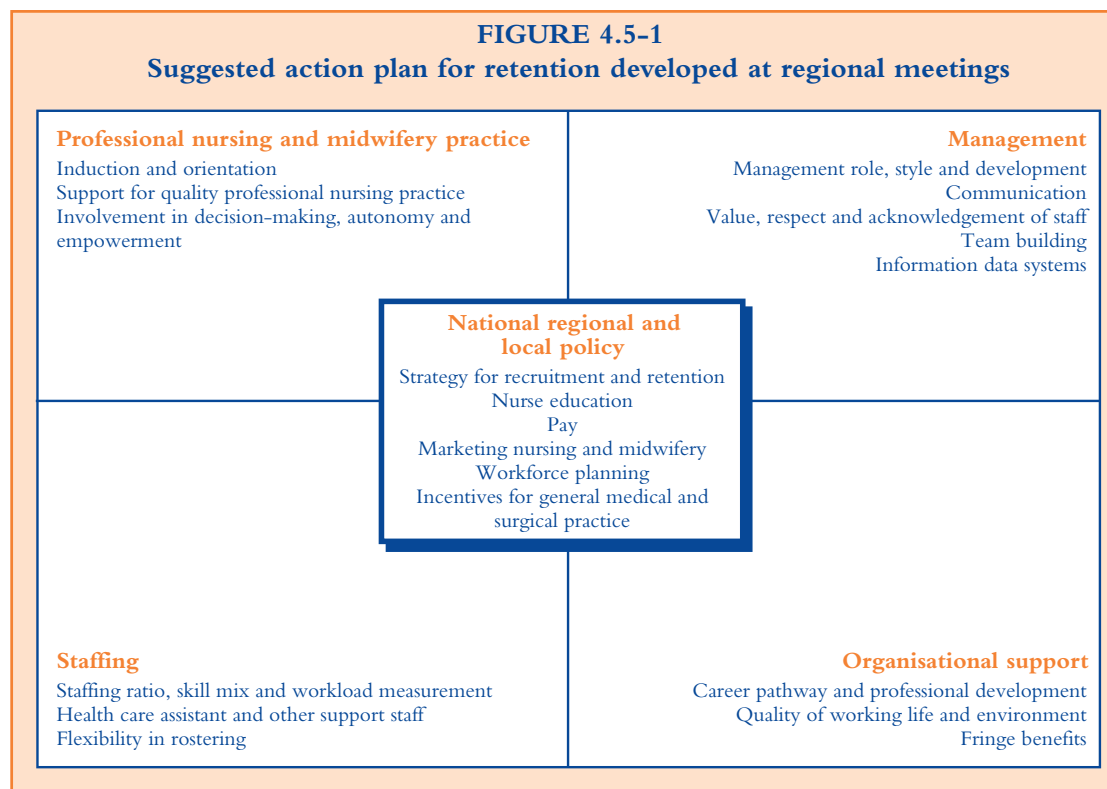 FIGURE 4.5-1
Suggested action plan for retention developed at regional meetings
Professional nursing and midwifery practice
Induction and orientation
Support for quality professional nursing practice
Involvement in decision-making, autonomy and
empowerment
Management
Management role, style and development
Communication
Value, respect and acknowledgement of staff
Team building
Information data systems
National regional and
local policy
Strategy for recruitment and retention
Nurse education
Pay
Marketing nursing and midwifery
Workforce planning
Incentives for general medical and
surgical practice
Staffing
Staffing ratio, skill mix and workload measurement
Health care assistant and other support staff
Flexibility in rostering
Organisational support
Career pathway and professional development
Quality of working life and environment
Fringe benefits